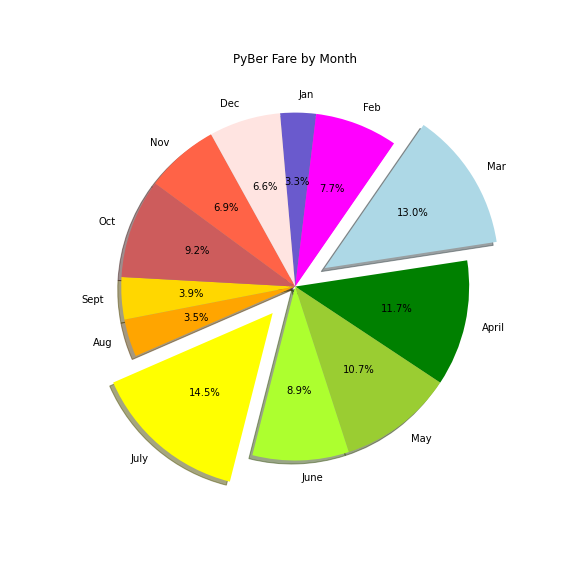 PyBer Fare by Month
Jan
3.3%
Feb
7.7%
Mar
13.0%
April
11.7%
May
10.7%
June
8.9%
July
14.5%
Aug
3.5%
Sept
3.9%
Oct
9.2%
Nov
6.9%
Dec
6.6%